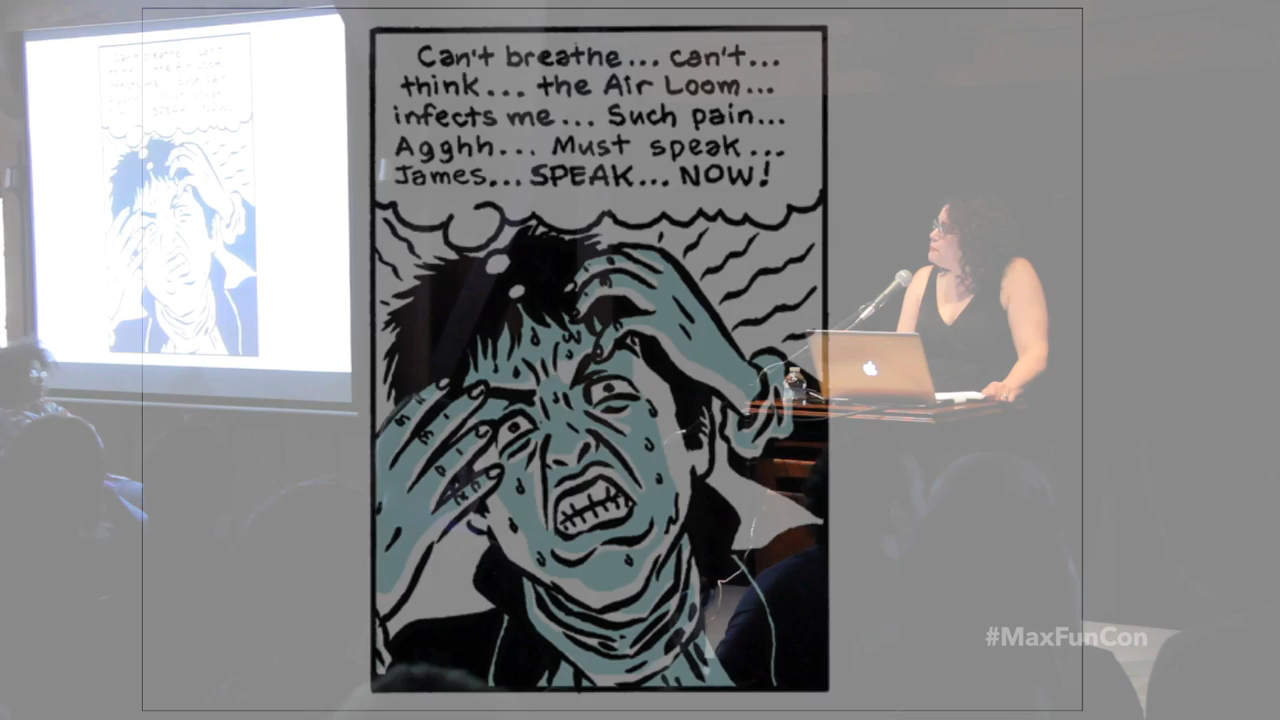 Can't breathe... can't...
think... the Air Loom...
infects me... Such pain...
Agghh... Must speak...
James... SPEAK... NOW!
#MaxFunCon